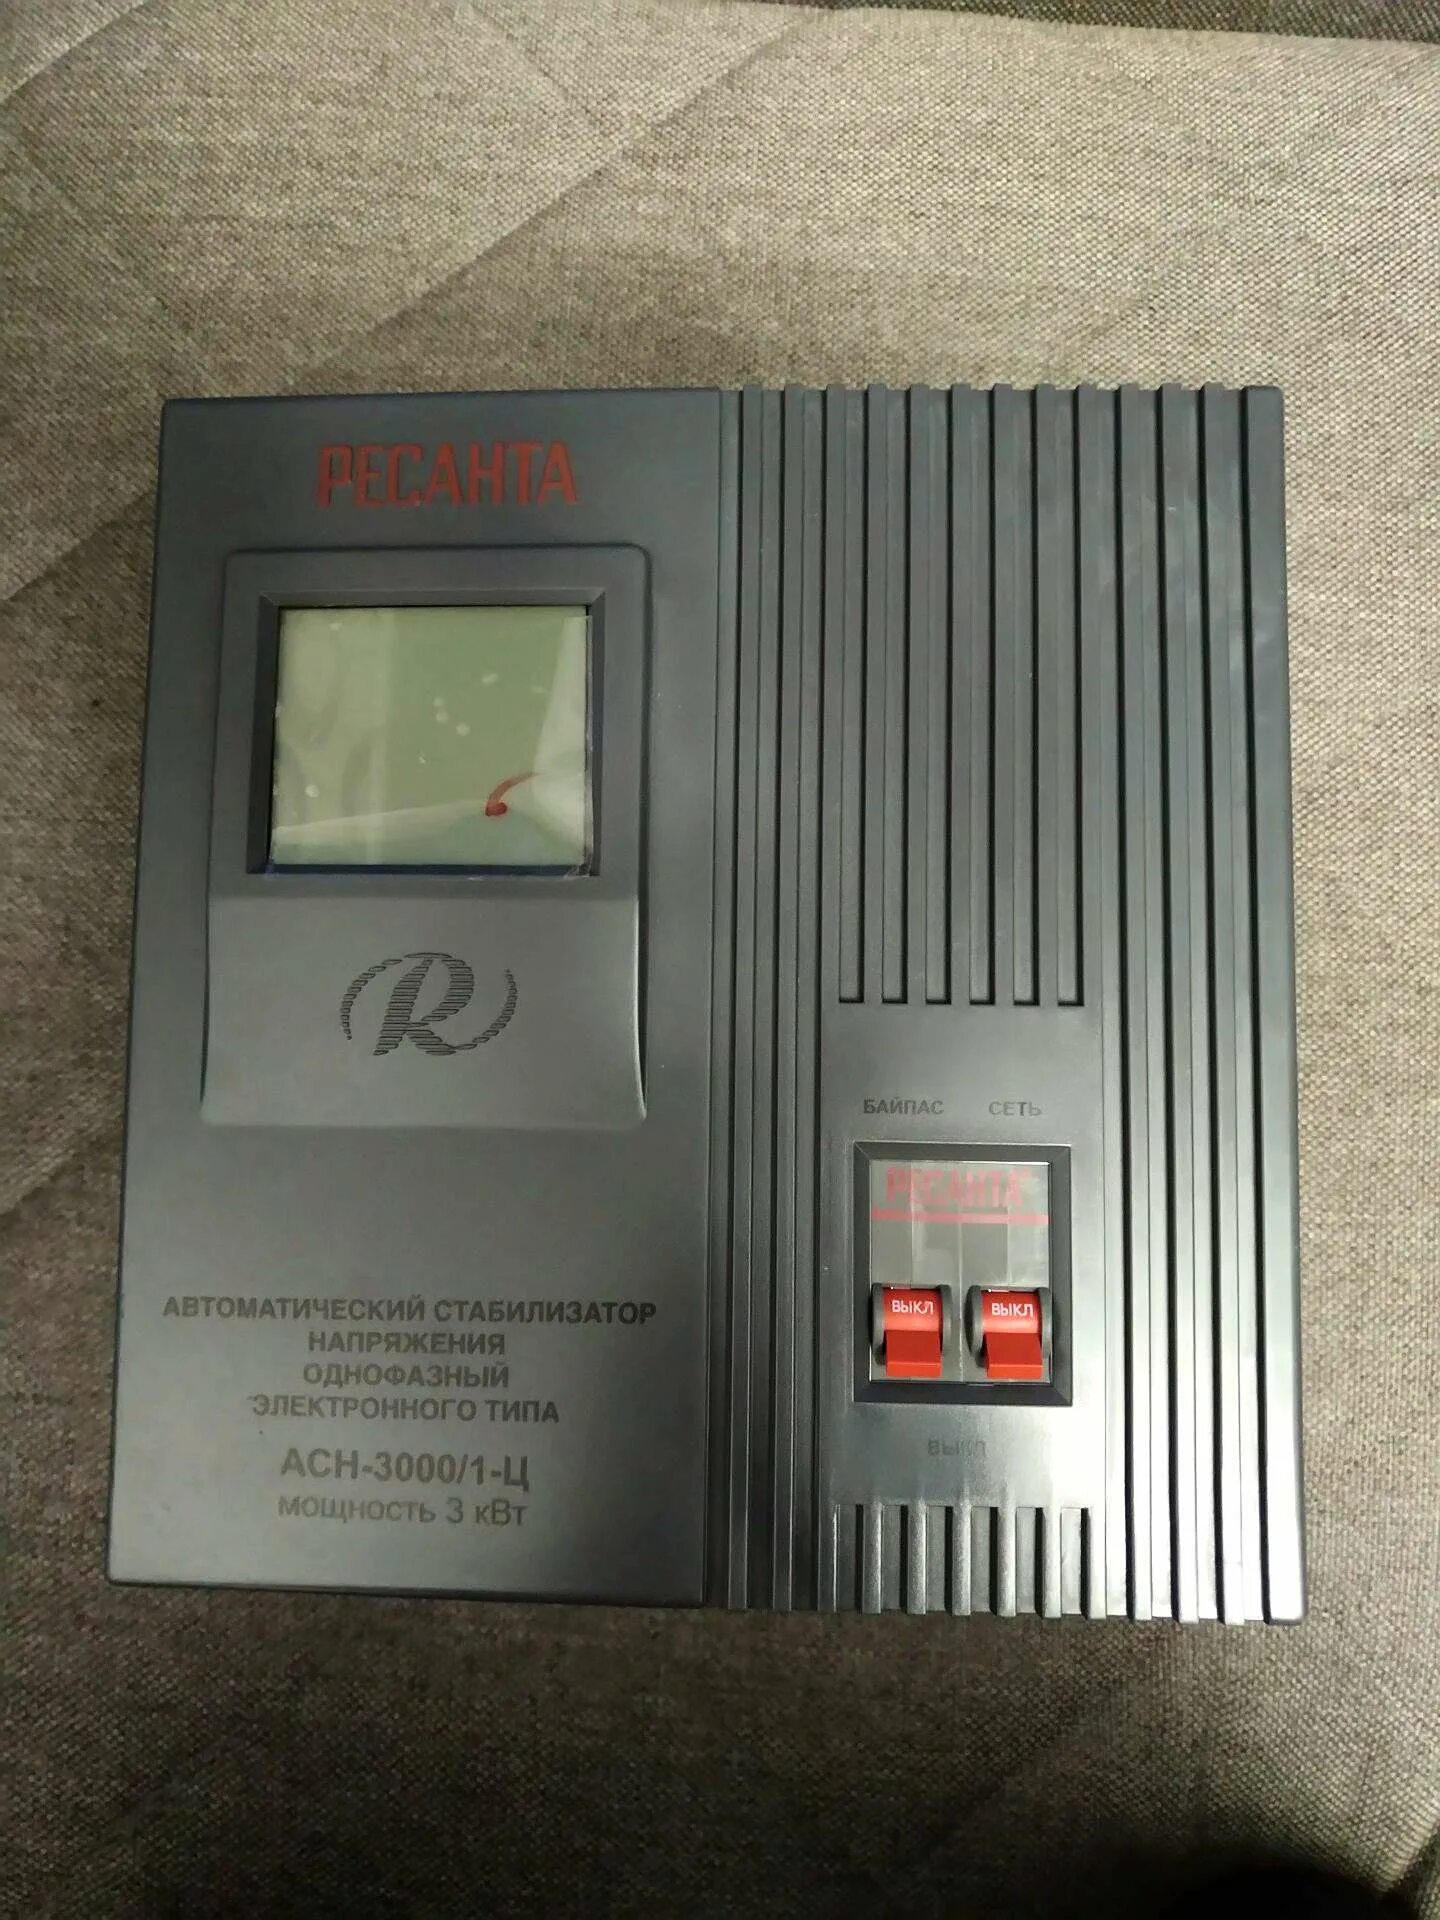 РЕСАНТА
АВТОМАТИЧЕСКИЙ СТАБИЛИЗАТОР
НАПРЯЖЕНИЯ
ОДНОФАЗНЫЙ
ЭЛЕКТРОННОГО ТИПА
АСН-3000/1-Ц
мощность 3 кВт
БАЙПАС СЕТЬ
РЕСАНТА
ВЫКЛ ВЫКЛ
ВЫКЛ